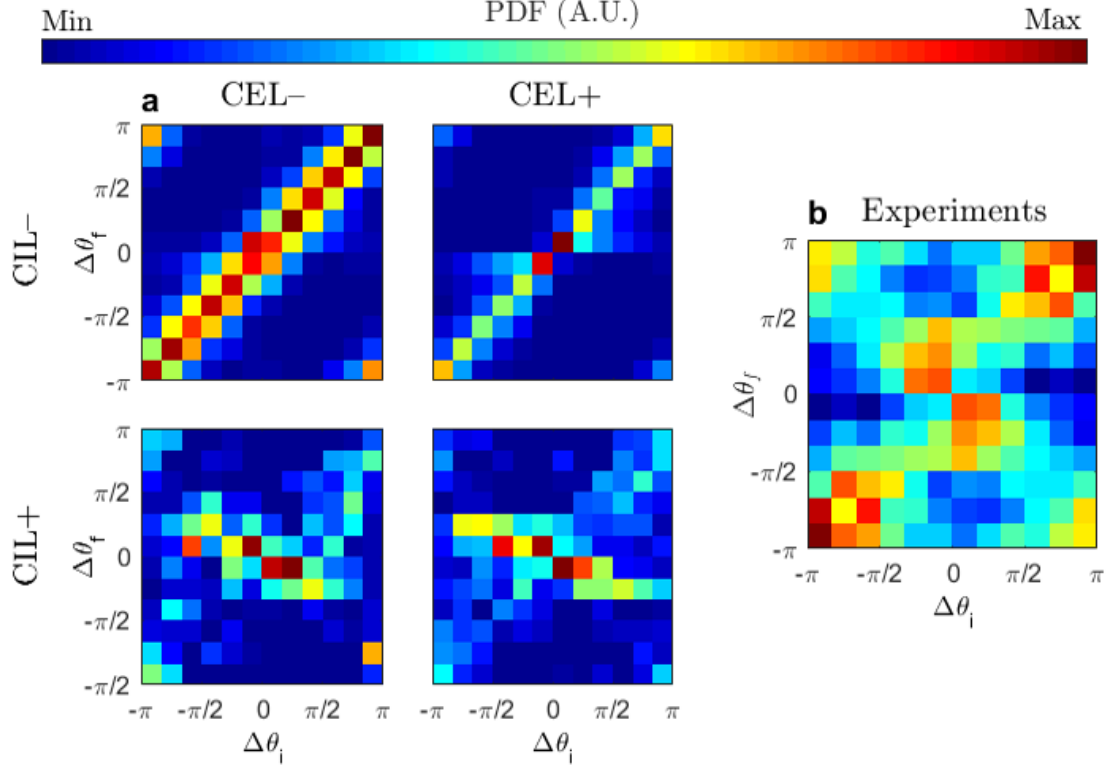 Min PDF (A.U.) Max
a CEL– CEL+
CIL–
Δθf
π
π/2
0
-π/2
-π
b Experiments
Δθf
π
π/2
0
-π/2
-π
-π -π/2 0 π/2 π
Δθi
CIL+
Δθf
π
π/2
0
-π/2
-π/2
-π -π/2 0 π/2 π
Δθi
-π -π/2 0 π/2 π
Δθi